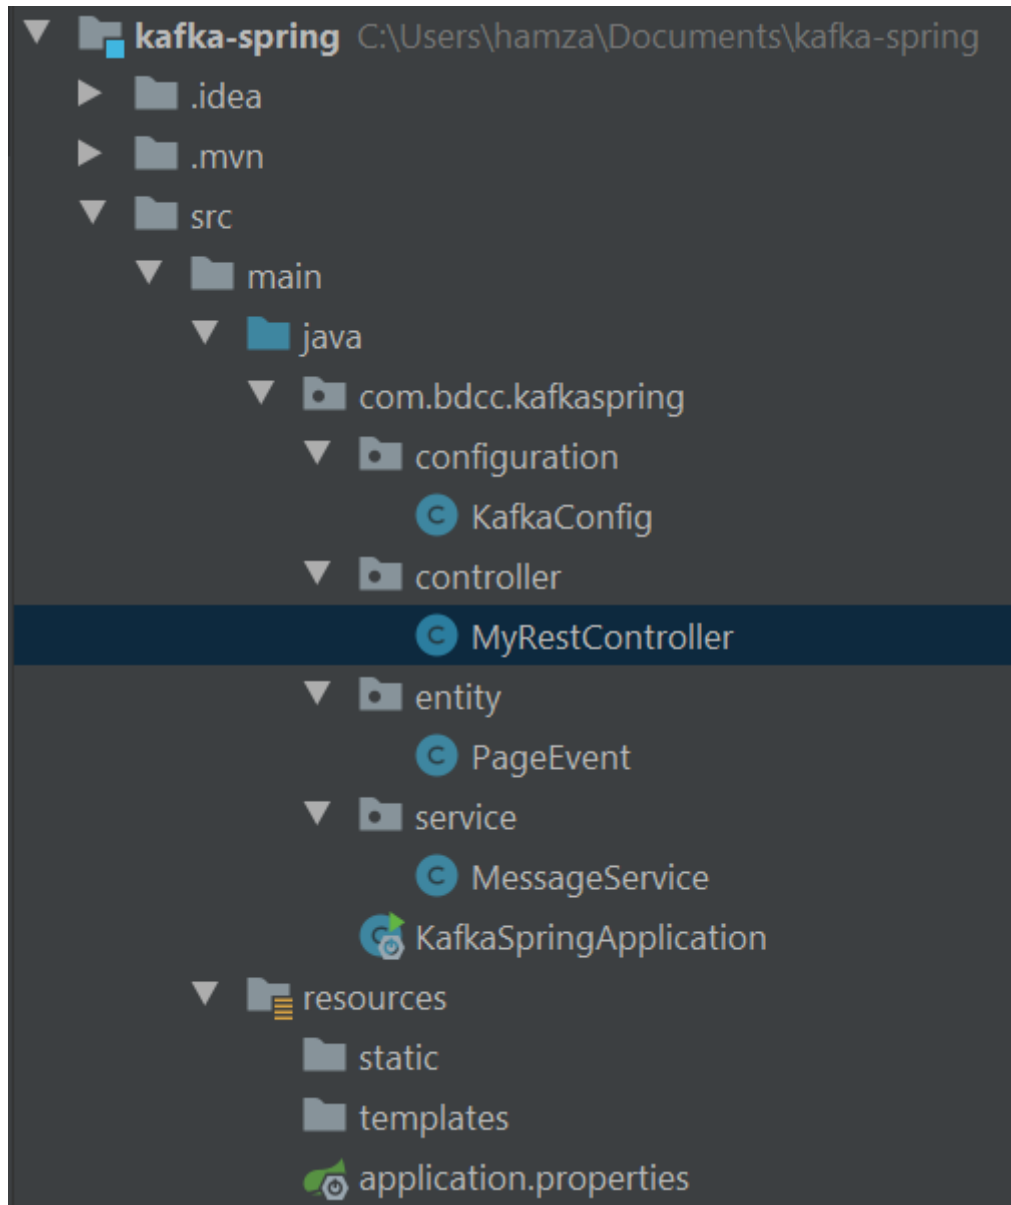 kafka-spring C:\Users\hamza\Documents\kafka-spring
.idea
.mvn
src
main
java
com.bdcc.kafkaspring
configuration
KafkaConfig
controller
MyRestController
entity
PageEvent
service
MessageService
KafkaSpringApplication
resources
static
templates
application.properties